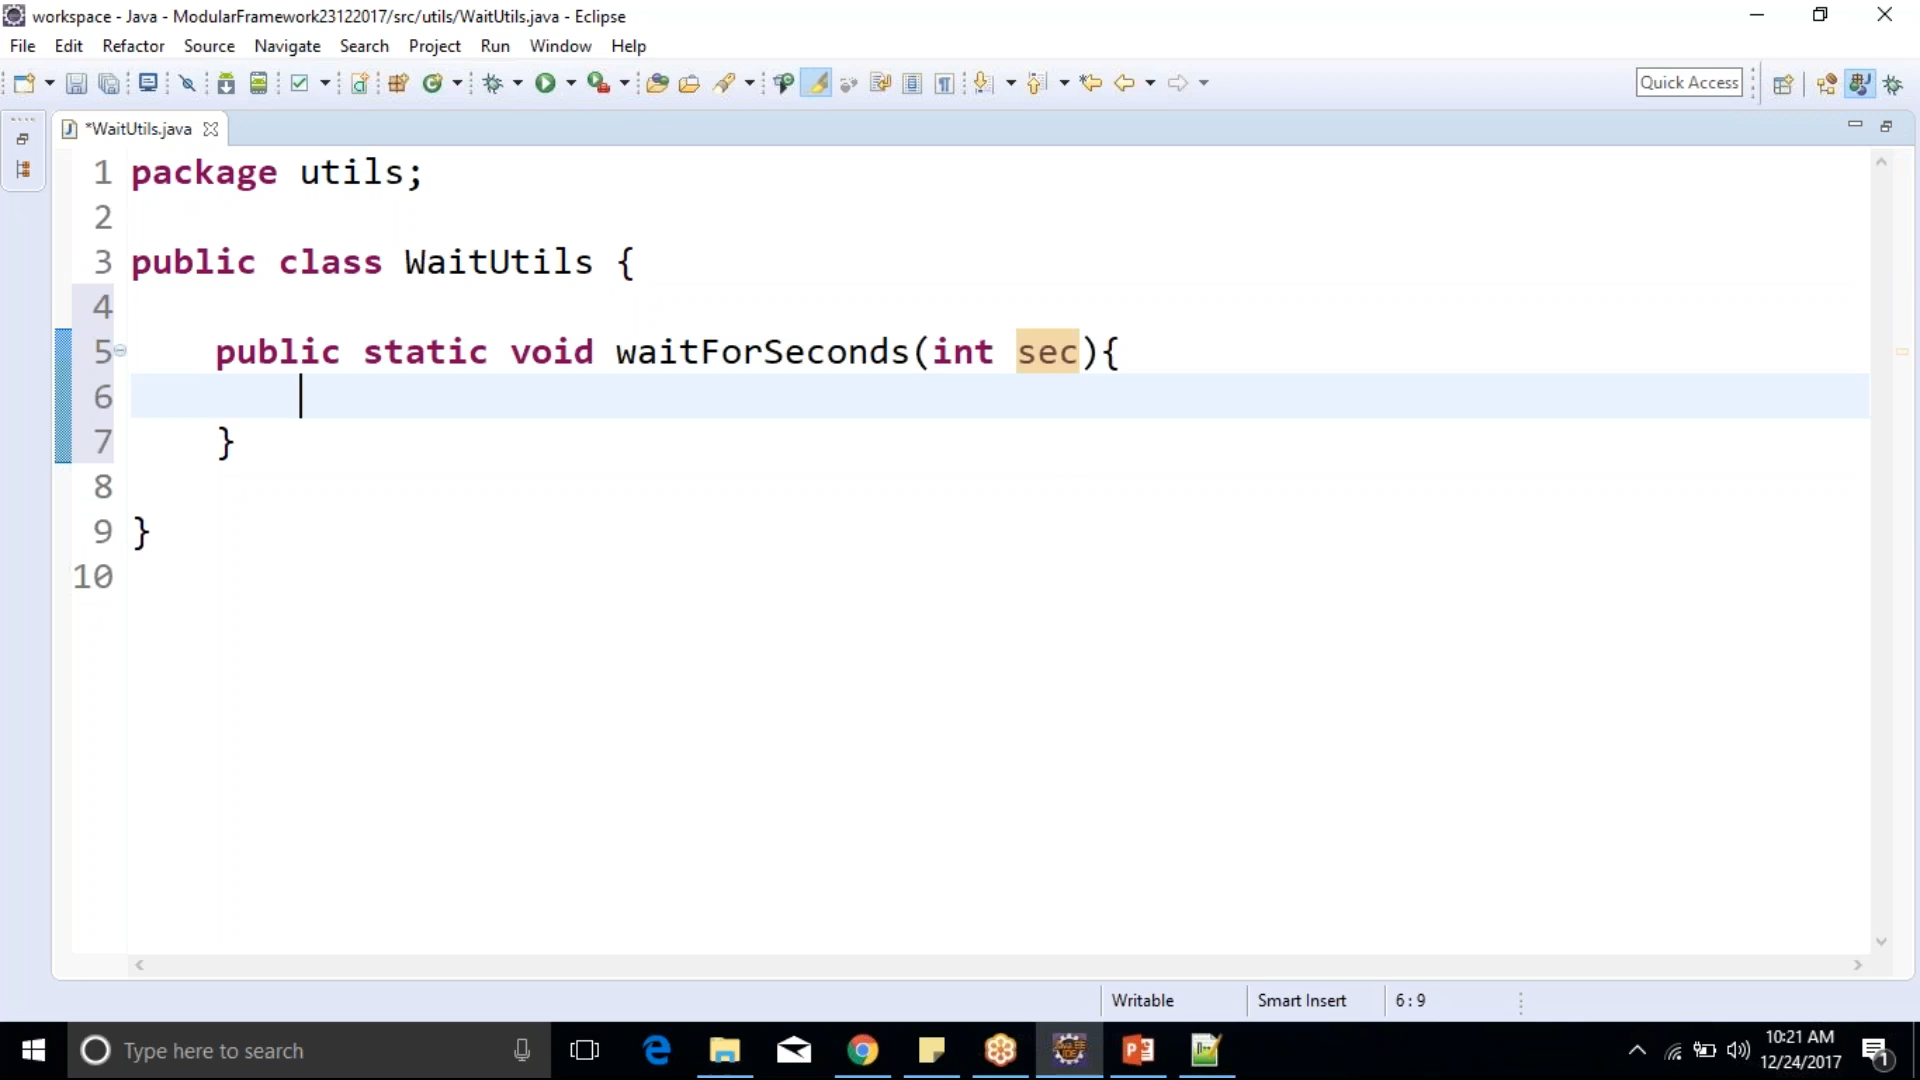 workspace - Java - ModularFramework23122017/src/utils/WaitUtils.java - Eclipse
File Edit Refactor Source Navigate Search Project Run Window Help
Quick Access
*WaitUtils.java
1 package utils;
2
3 public class WaitUtils {
4
5 public static void waitForSeconds(int sec){
6
7 }
8
9 }
10
Writable Smart Insert 6 : 9
Type here to search
10:21 AM
12/24/2017
1